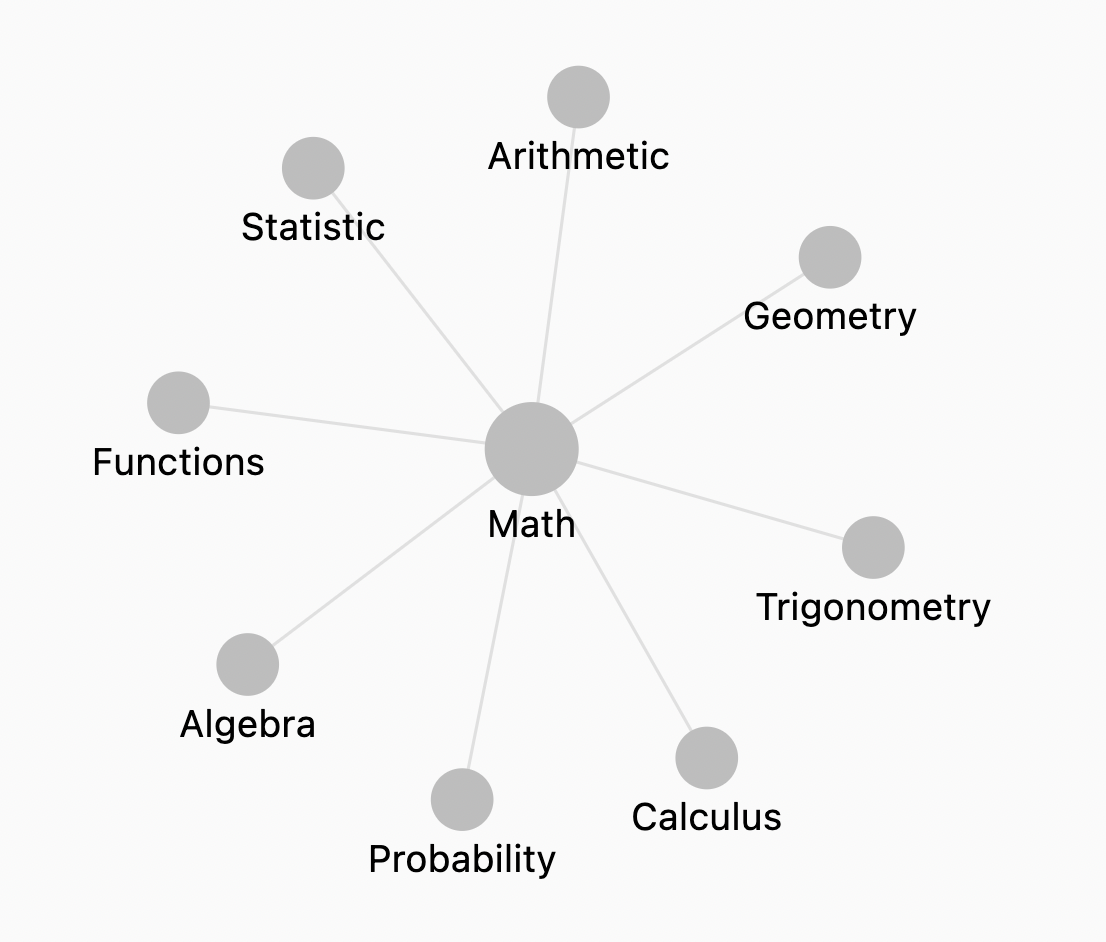 Arithmetic
Statistic
Geometry
Functions
Math
Trigonometry
Algebra
Calculus
Probability